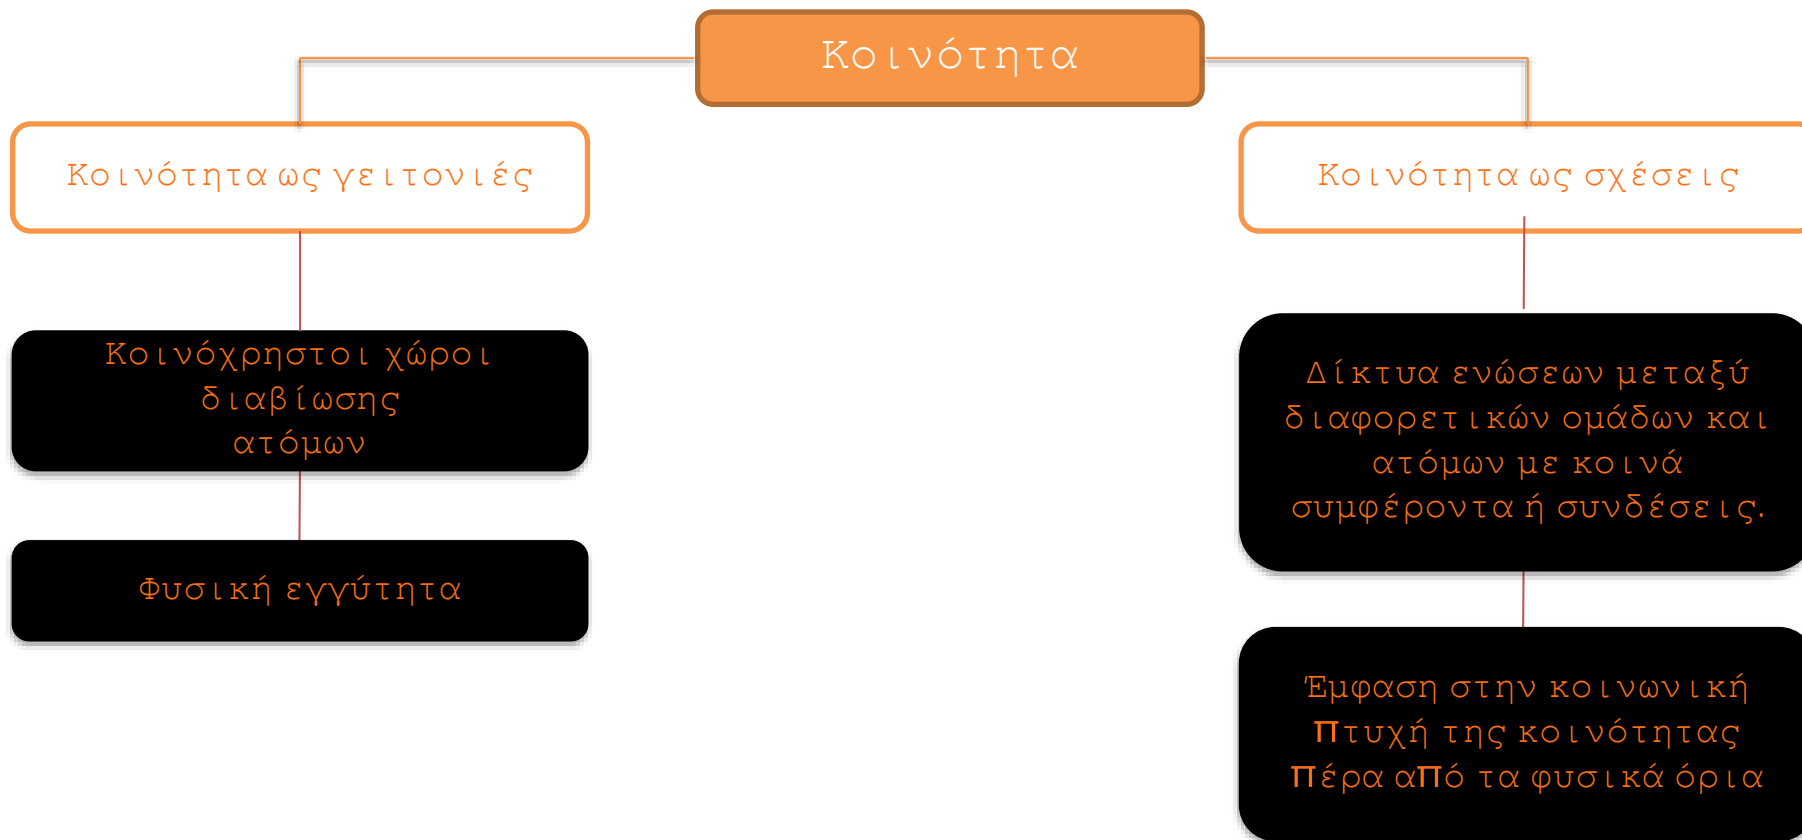 Κοινότητα
Κοινότητα ως γειτονιές
Κοινόχρηστοι χώροι
διαβίωσης
ατόμων
Φυσική εγγύτητα
Κοινότητα ως σχέσεις
Δίκτυα ενώσεων μεταξύ
διαφορετικών ομάδων και
ατόμων με κοινά
συμφέροντα ή συνδέσεις.
Έμφαση στην κοινωνική
πτυχή της κοινότητας
πέρα από τα φυσικά όρια